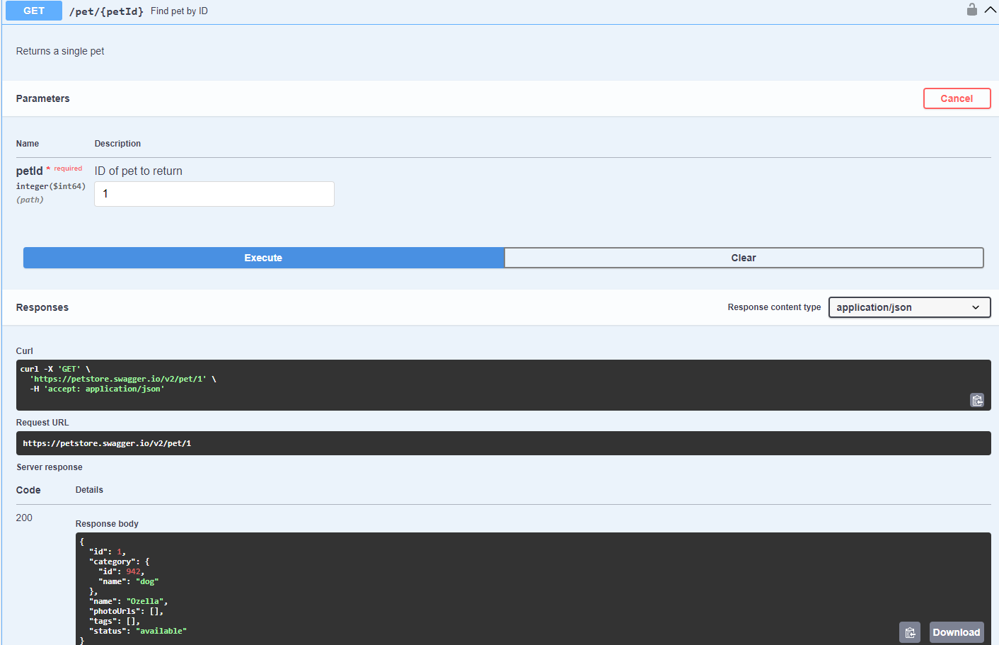 GET /pet/{petId} Find pet by ID
Returns a single pet
Parameters
Cancel
Name Description
petId * required ID of pet to return
integer($int64)
1
(path)
Execute Clear
Responses Response content type application/json
Curl
curl -X 'GET' \
'https://petstore.swagger.io/v2/pet/1' \
-H 'accept: application/json'
Request URL
https://petstore.swagger.io/v2/pet/1
Server response
Code Details
200
Response body
{
"id": 1,
"category": {
"id": 942,
"name": "dog"
},
"name": "Ozella",
"photoUrls": [],
"tags": [],
"status": "available"
}
Download